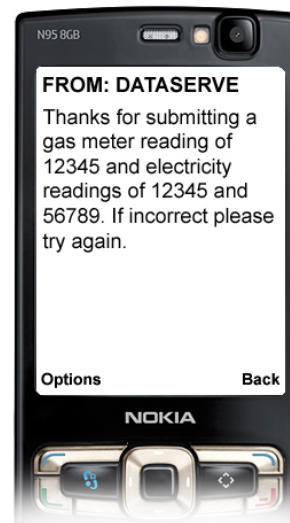 N95 8GB
FROM: DATASERVE
Thanks for submitting a
gas meter reading of
12345 and electricity
readings of 12345 and
56789. If incorrect please
try again.
Options
Back
NOKIA